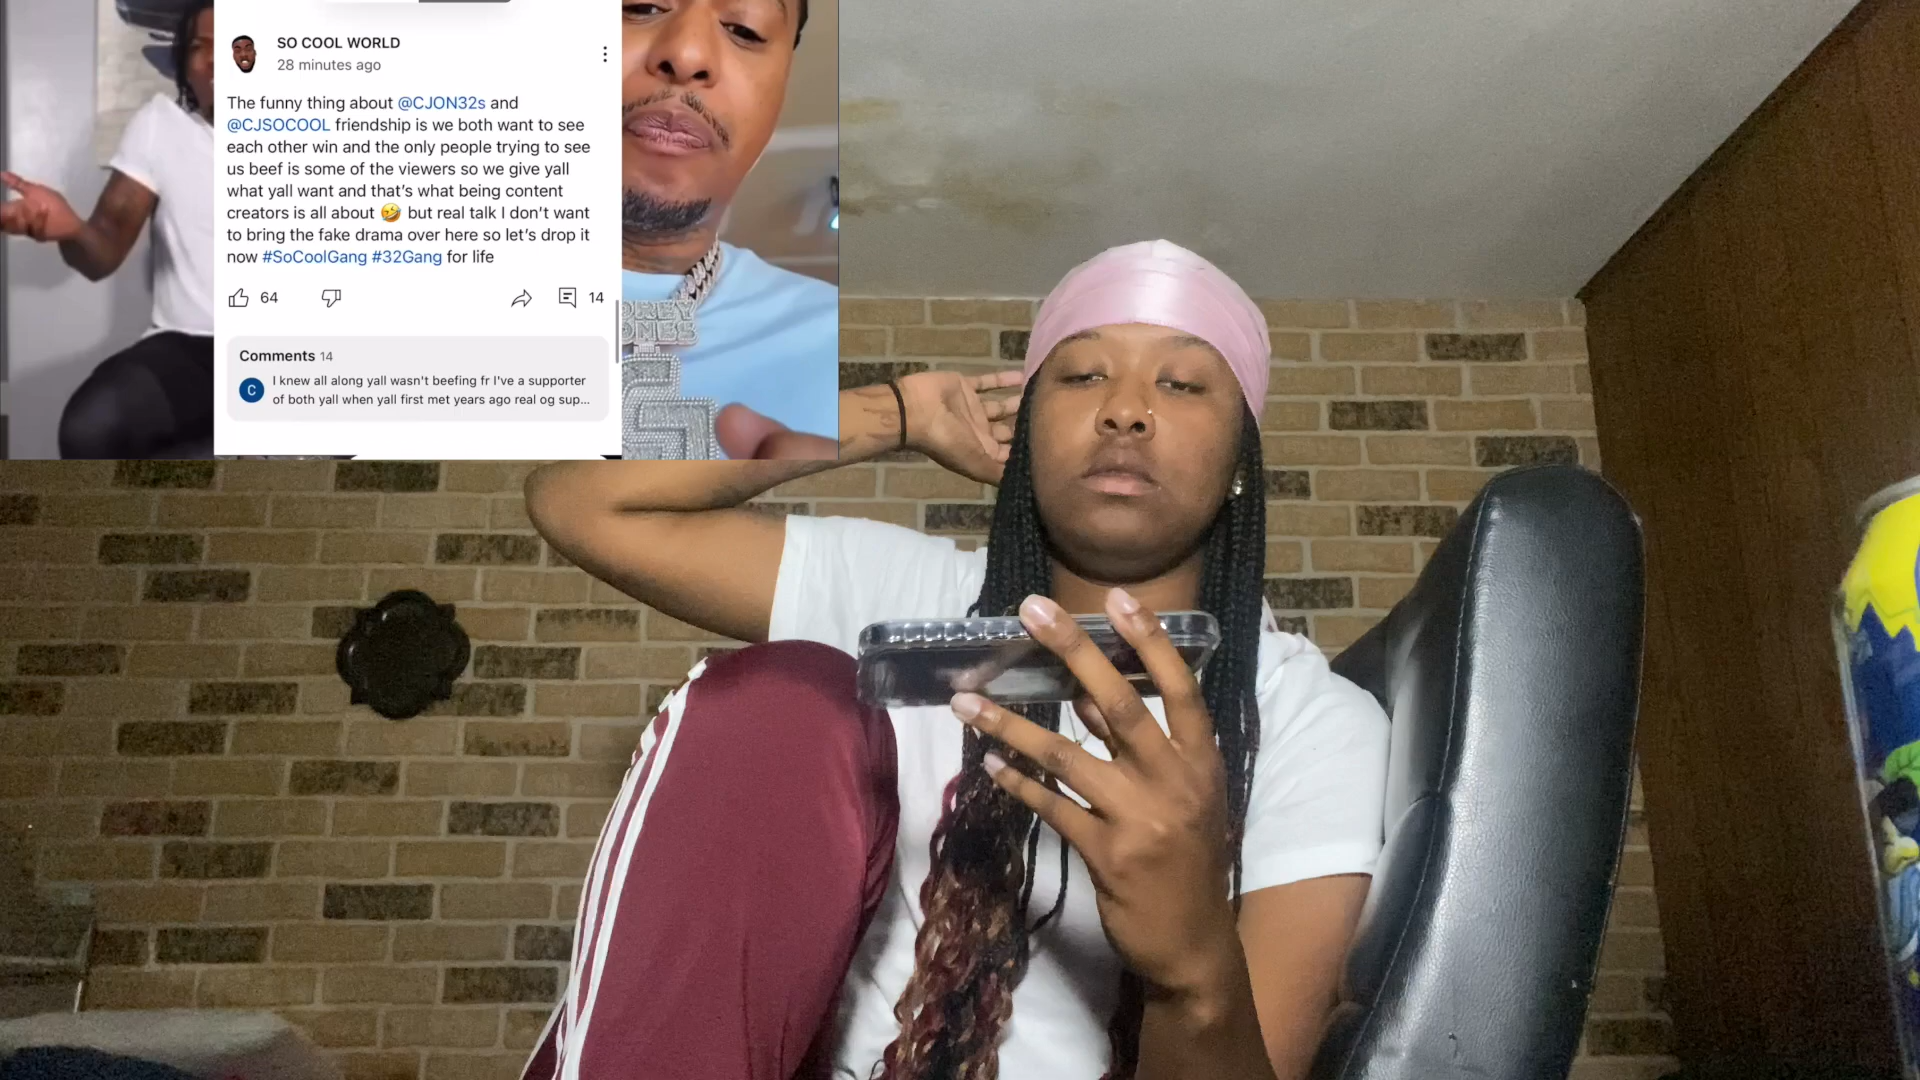 SO COOL WORLD
28 minutes ago
The funny thing about @CJON32s and
@CJSOCOOL friendship is we both want to see
each other win and the only people trying to see
us beef is some of the viewers so we give yall
what yall want and that's what being content
creators is all about 🤣 but real talk I don't want
to bring the fake drama over here so let's drop it
now #SoCoolGang #32Gang for life
64
14
Comments 14
C
I knew all along yall wasn't beefing fr I've a supporter
of both yall when yall first met years ago real og sup...